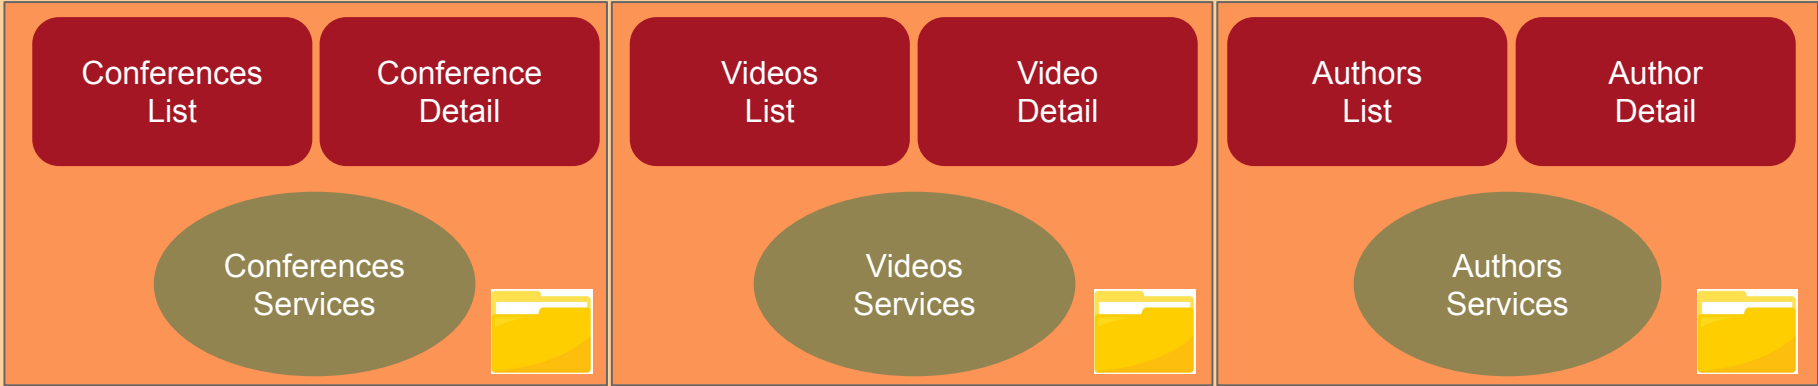 Conferences
List
Conference
Detail
Videos
List
Video
Detail
Authors
List
Author
Detail
Conferences
Services
Videos
Services
Authors
Services